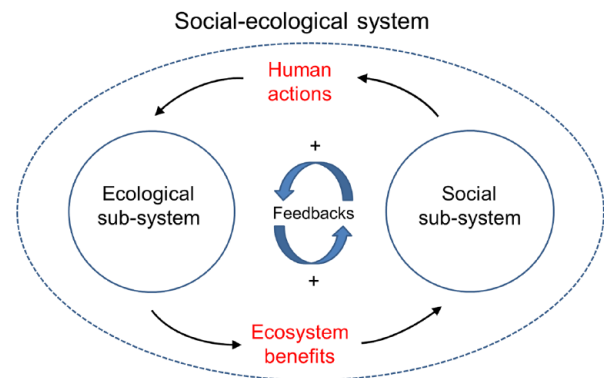 Social-ecological system
Human
actions
+
Ecological
sub-system
Feedbacks
Social
sub-system
+
Ecosystem
benefits